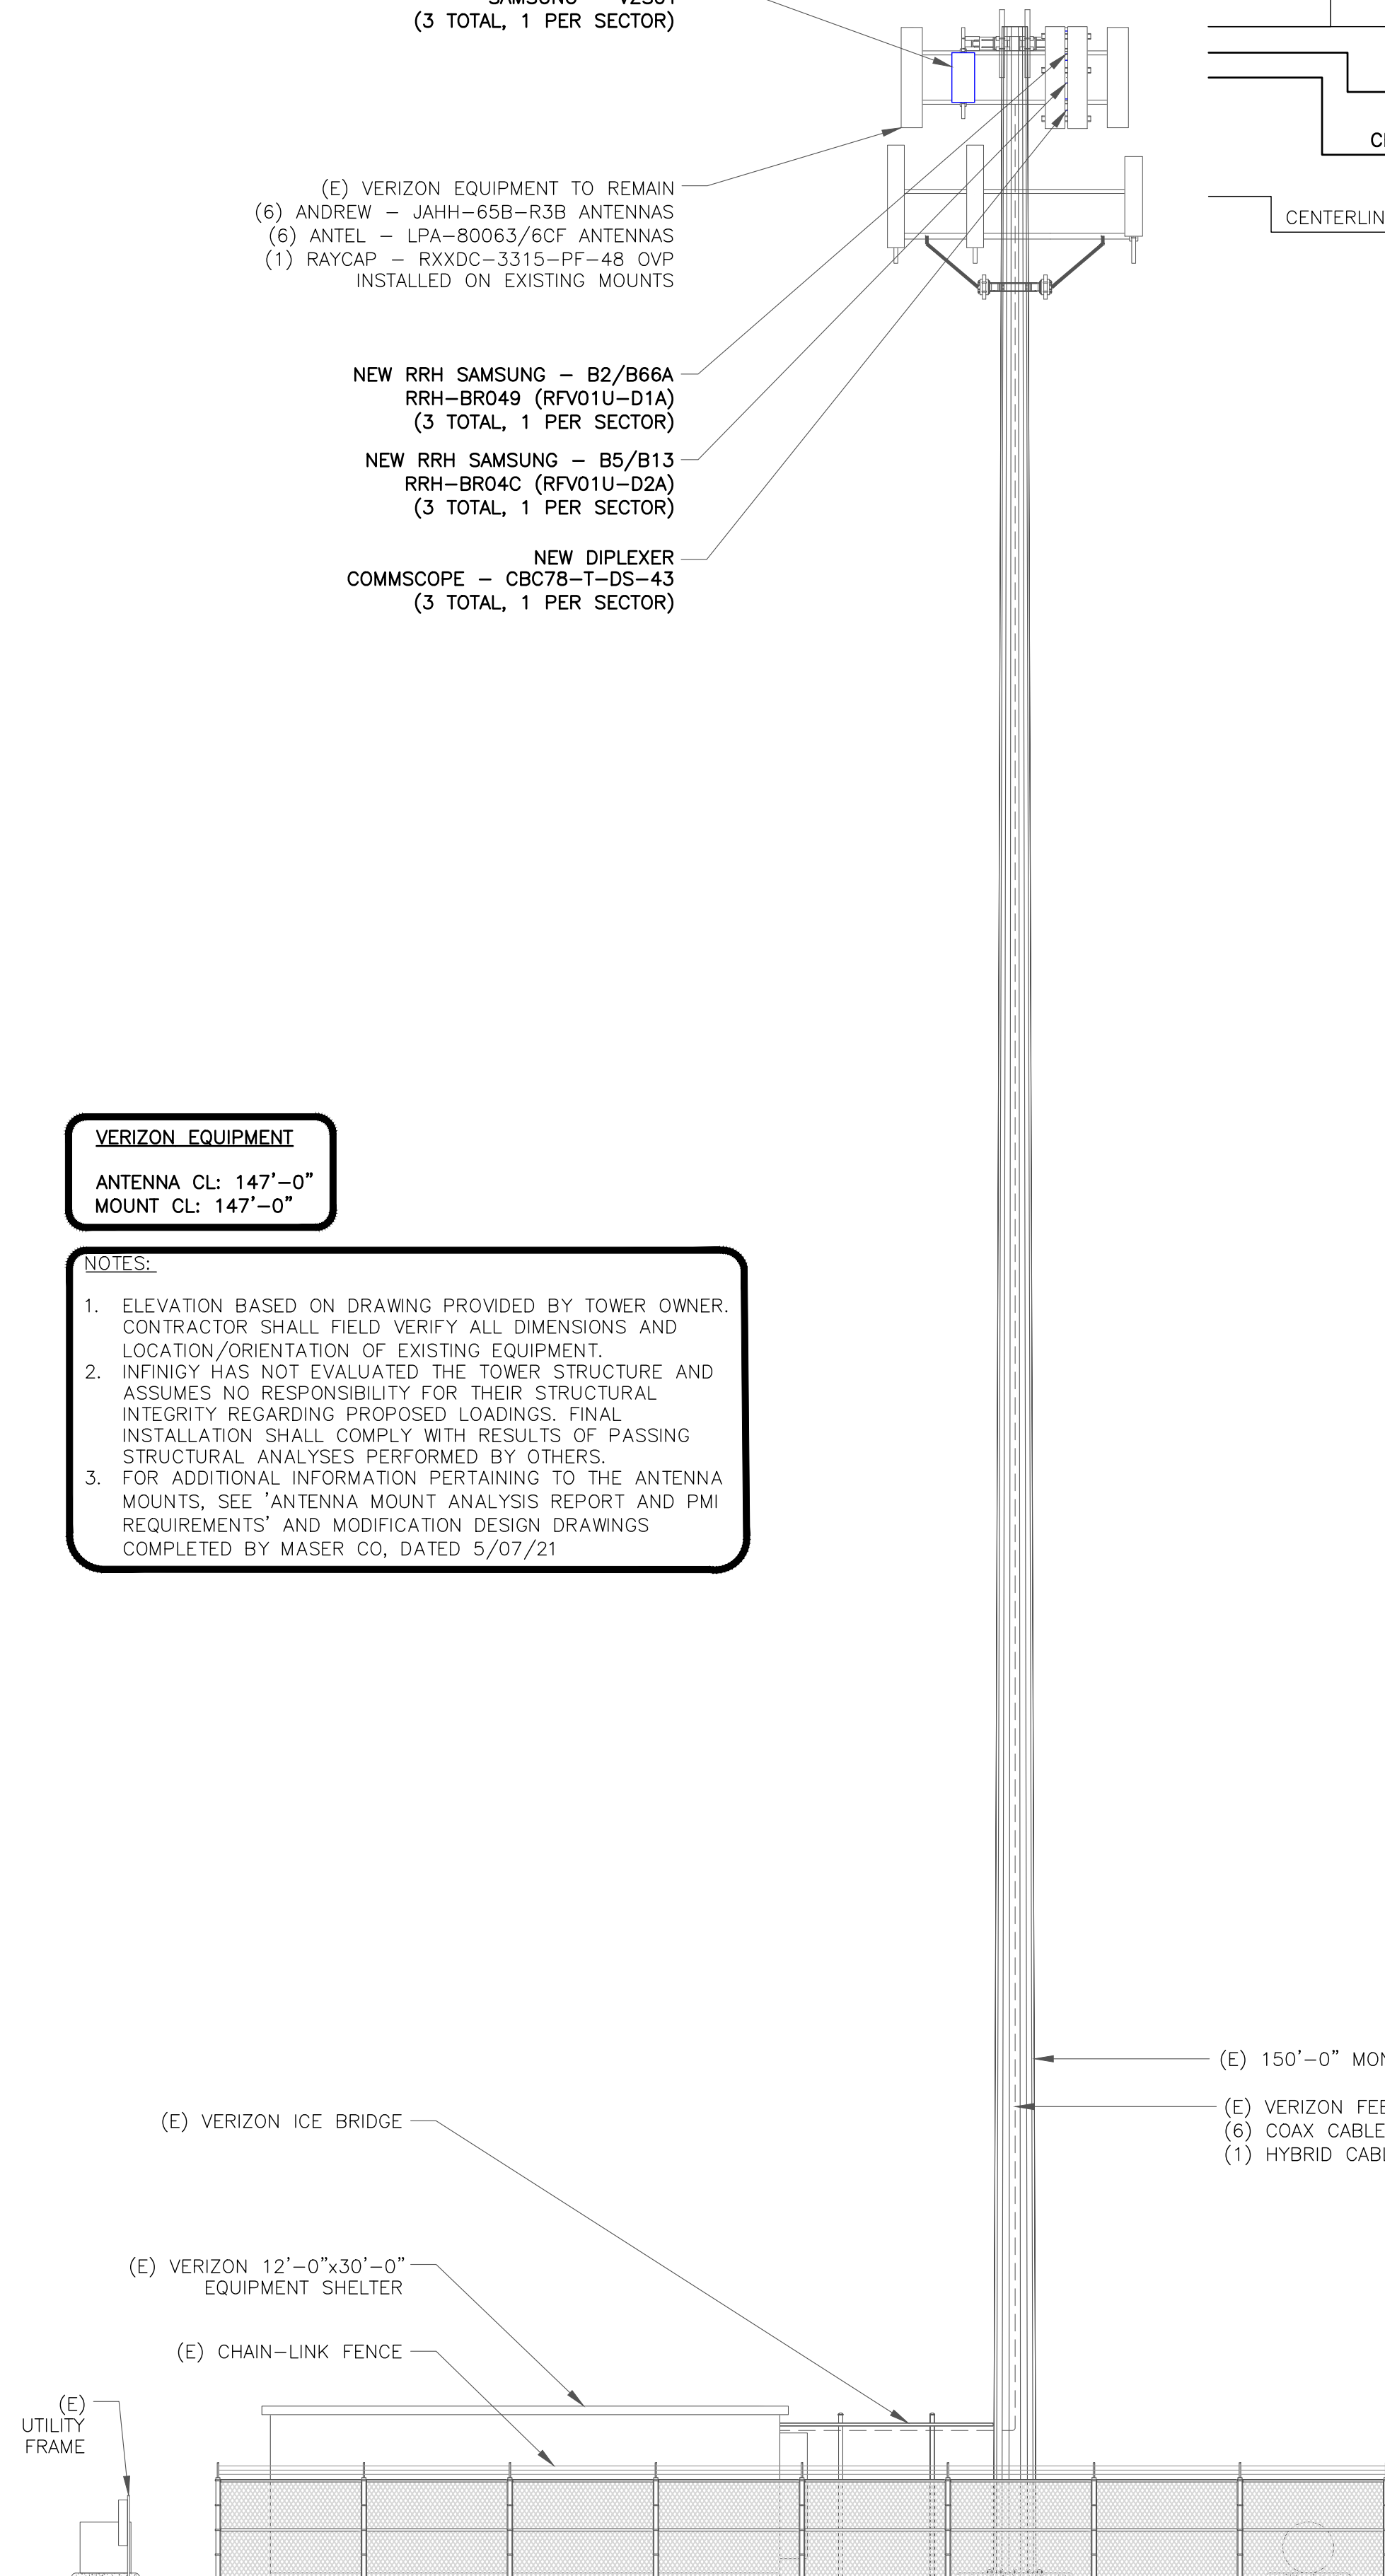 (3 TOTAL, 1 PER SECTOR)
(E) VERIZON EQUIPMENT TO REMAIN
(6) ANDREW – JAHH–65B–R3B ANTENNAS
(6) ANTEL – LPA–80063/6CF ANTENNAS
(1) RAYCAP – RXXDC–3315–PF–48 OVP
INSTALLED ON EXISTING MOUNTS
NEW RRH SAMSUNG – B2/B66A
RRH–BR049 (RFV01U–D1A)
(3 TOTAL, 1 PER SECTOR)
NEW RRH SAMSUNG – B5/B13
RRH–BR04C (RFV01U–D2A)
(3 TOTAL, 1 PER SECTOR)
NEW DIPLEXER
COMMSCOPE – CBC78–T–DS–43
(3 TOTAL, 1 PER SECTOR)
VERIZON EQUIPMENT
ANTENNA CL: 147'–0"
MOUNT CL: 147'–0"
NOTES:
1. ELEVATION BASED ON DRAWING PROVIDED BY TOWER OWNER.
CONTRACTOR SHALL FIELD VERIFY ALL DIMENSIONS AND
LOCATION/ORIENTATION OF EXISTING EQUIPMENT.
2. INFINIGY HAS NOT EVALUATED THE TOWER STRUCTURE AND
ASSUMES NO RESPONSIBILITY FOR THEIR STRUCTURAL
INTEGRITY REGARDING PROPOSED LOADINGS. FINAL
INSTALLATION SHALL COMPLY WITH RESULTS OF PASSING
STRUCTURAL ANALYSES PERFORMED BY OTHERS.
3. FOR ADDITIONAL INFORMATION PERTAINING TO THE ANTENNA
MOUNTS, SEE 'ANTENNA MOUNT ANALYSIS REPORT AND PMI
REQUIREMENTS' AND MODIFICATION DESIGN DRAWINGS
COMPLETED BY MASER CO, DATED 5/07/21
(E) 150'–0"
(E) VERIZON
(6) COAX
(1) HYBRID
(E) VERIZON ICE BRIDGE
(E) VERIZON 12'–0"x30'–0"
EQUIPMENT SHELTER
(E) CHAIN–LINK FENCE
(E)
UTILITY
FRAME